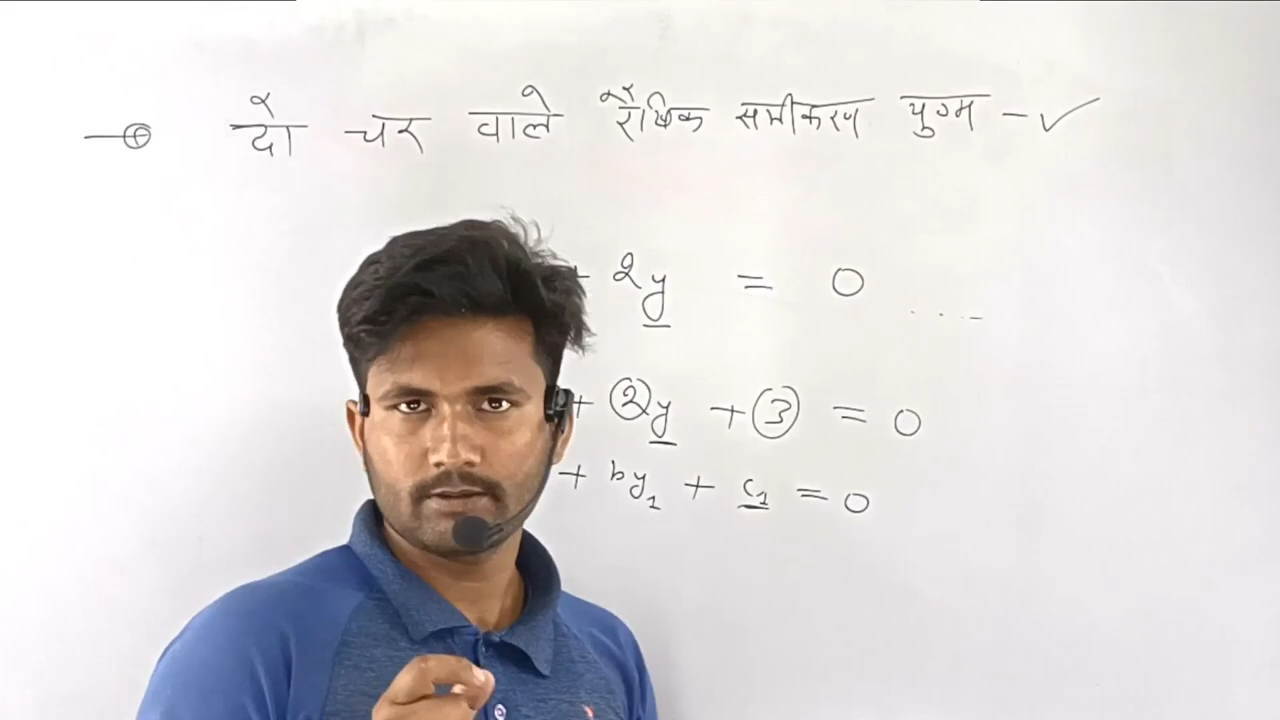 दो चर वाले रैखिक समीकरण युग्म - ✓
+ 2y = 0 . . . .
+ 2y + 3 = 0
+ by₁ + c₁ = 0